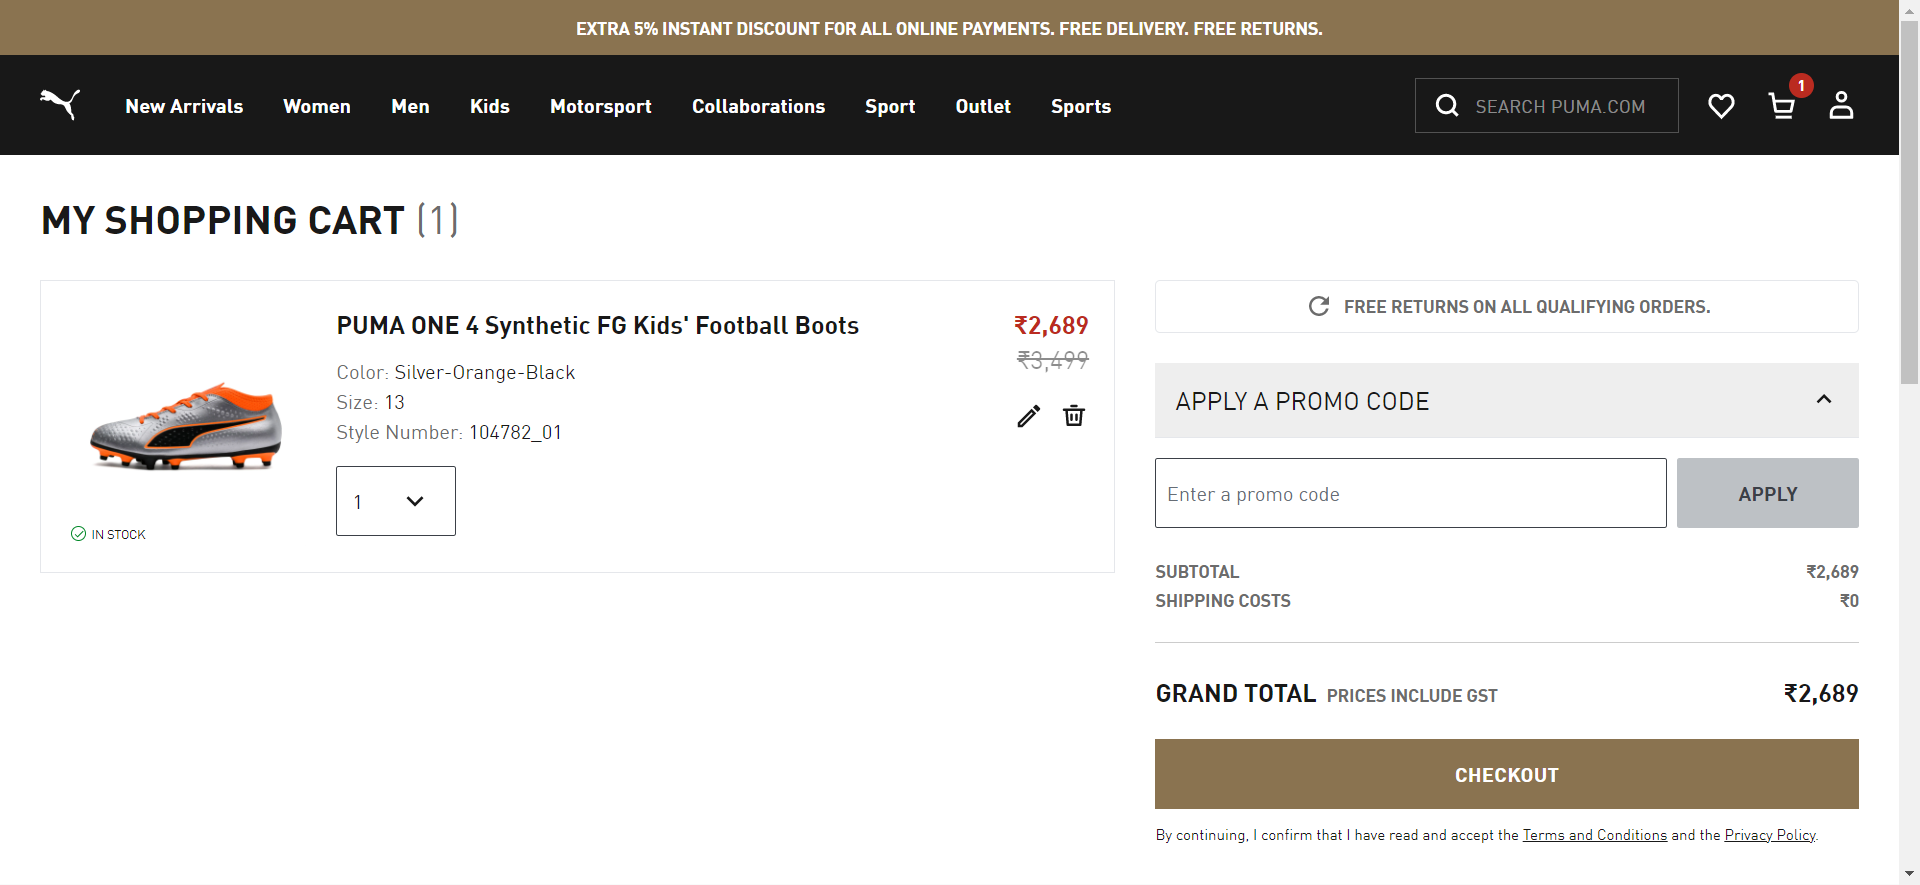 EXTRA 5% INSTANT DISCOUNT FOR ALL ONLINE PAYMENTS. FREE DELIVERY. FREE RETURNS.
New Arrivals Women Men Kids Motorsport Collaborations Sport Outlet Sports SEARCH PUMA.COM 1
MY SHOPPING CART (1)
PUMA ONE 4 Synthetic FG Kids' Football Boots
₹2,689
₹3,499
Color: Silver-Orange-Black
Size: 13
Style Number: 104782_01
1
IN STOCK
FREE RETURNS ON ALL QUALIFYING ORDERS.
APPLY A PROMO CODE
Enter a promo code APPLY
SUBTOTAL ₹2,689
SHIPPING COSTS ₹0
GRAND TOTAL PRICES INCLUDE GST ₹2,689
CHECKOUT
By continuing, I confirm that I have read and accept the Terms and Conditions and the Privacy Policy.